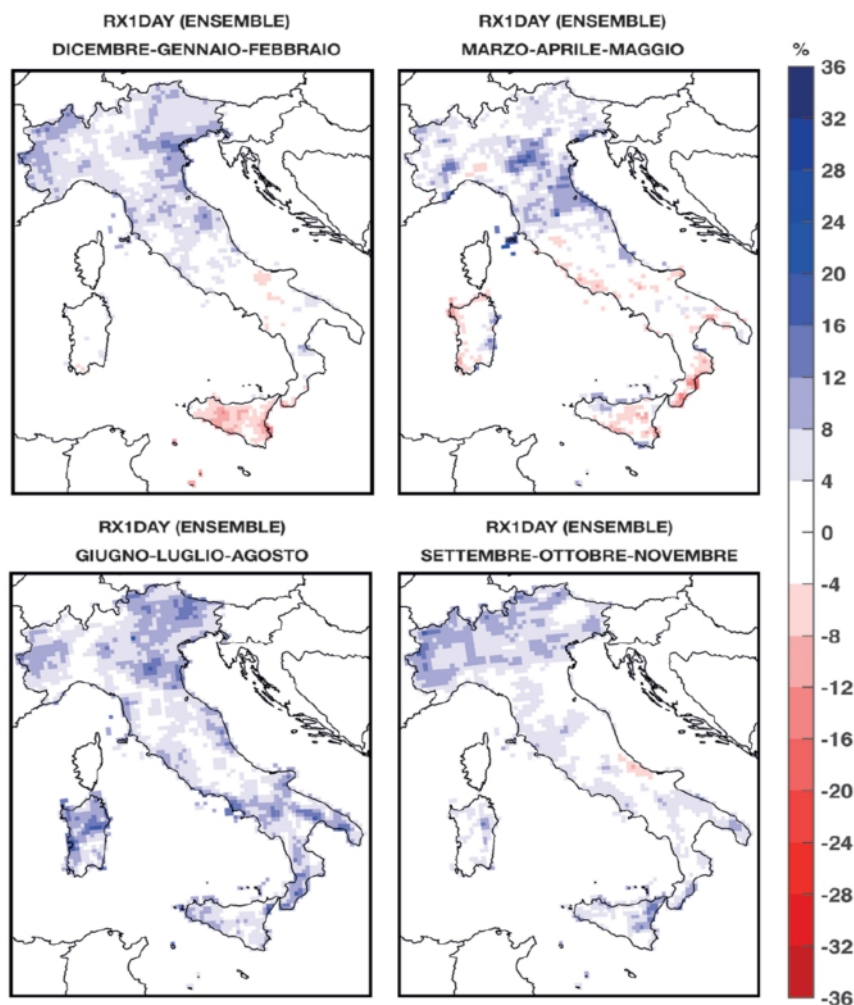 RX1DAY (ENSEMBLE)
DICEMBRE-GENNAIO-FEBBRAIO
RX1DAY (ENSEMBLE)
MARZO-APRILE-MAGGIO
%
36
32
28
24
20
16
12
8
4
0
-4
-8
-12
-16
-20
-24
-28
-32
-36
RX1DAY (ENSEMBLE)
GIUGNO-LUGLIO-AGOSTO
RX1DAY (ENSEMBLE)
SETTEMBRE-OTTOBRE-NOVEMBRE